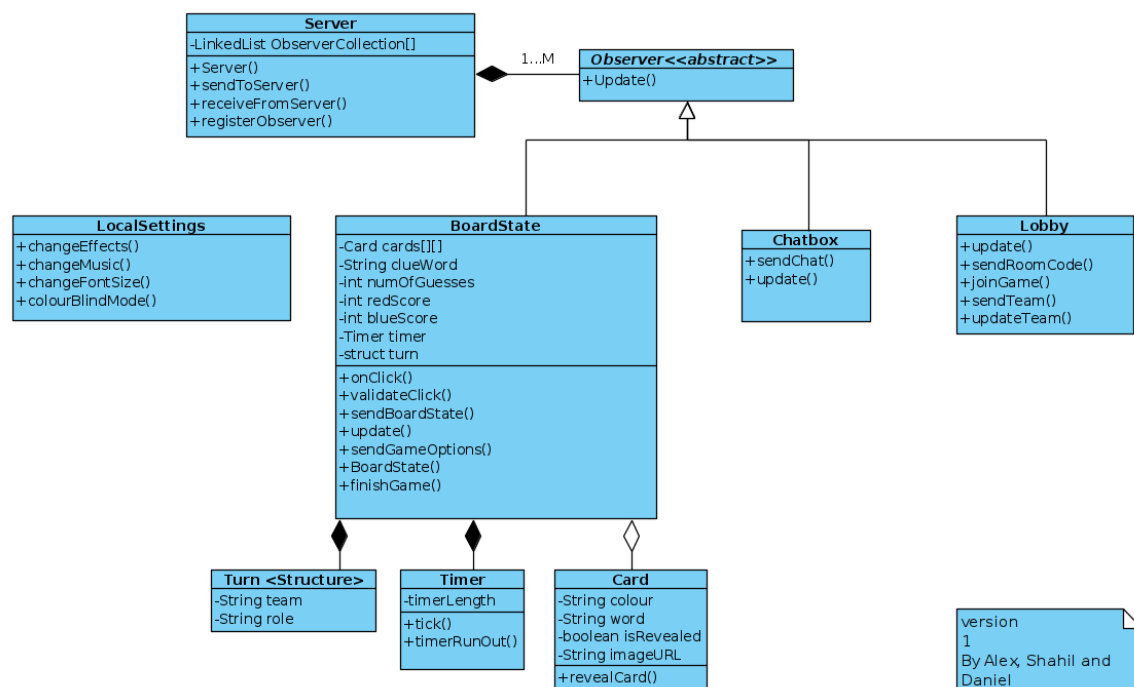 Server
-LinkedList ObserverCollection[]
+Server()
+sendToServer()
+receiveFromServer()
+registerObserver()
1...M
Observer<<abstract>>
+Update()
LocalSettings
+changeEffects()
+changeMusic()
+changeFontSize()
+colourBlindMode()
BoardState
-Card cards[][]
-String clueWord
-int numOfGuesses
-int redScore
-int blueScore
-Timer timer
-struct turn
+onClick()
+validateClick()
+sendBoardState()
+update()
+sendGameOptions()
+BoardState()
+finishGame()
Chatbox
+sendChat()
+update()
Lobby
+update()
+sendRoomCode()
+joinGame()
+sendTeam()
+updateTeam()
Turn <Structure>
-String team
-String role
Timer
-timerLength
+tick()
+timerRunOut()
Card
-String colour
-String word
-boolean isRevealed
-String imageURL
+revealCard()
version
1
By Alex, Shahil and
Daniel